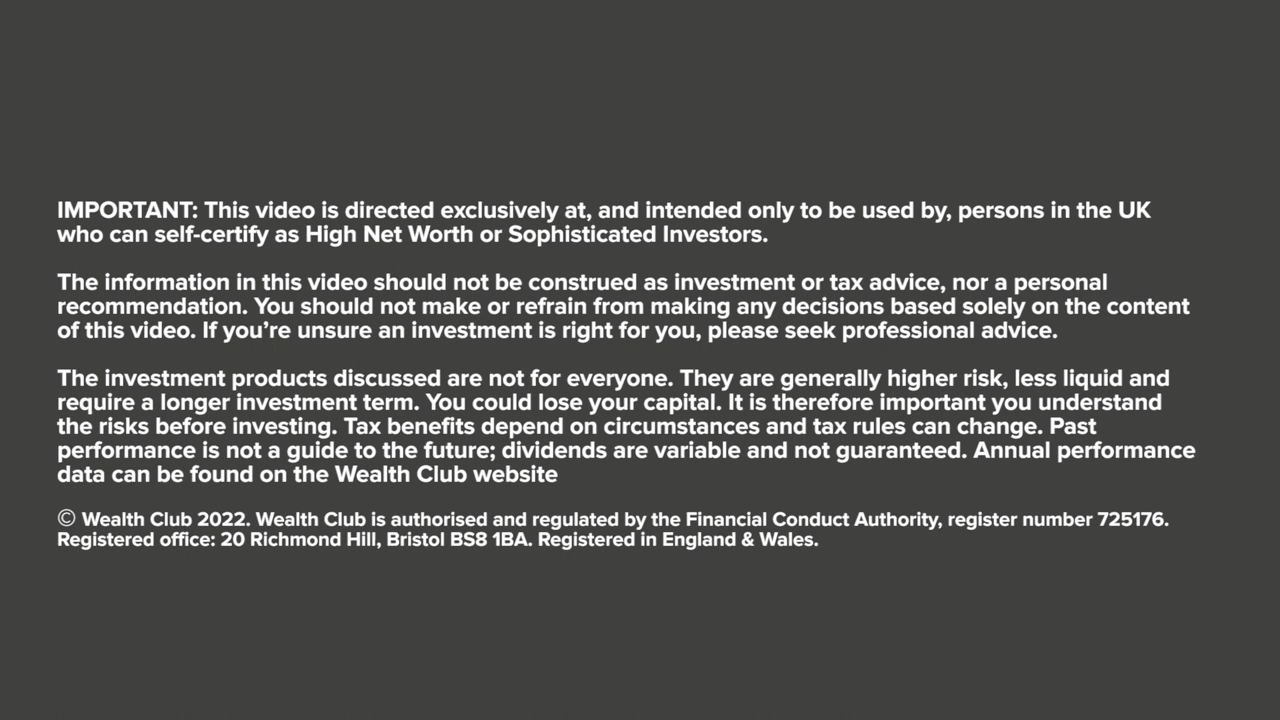 IMPORTANT: This video is directed exclusively at, and intended only to be used by, persons in the UK
who can self-certify as High Net Worth or Sophisticated Investors.
The information in this video should not be construed as investment or tax advice, nor a personal
recommendation. You should not make or refrain from making any decisions based solely on the content
of this video. If you’re unsure an investment is right for you, please seek professional advice.
The investment products discussed are not for everyone. They are generally higher risk, less liquid and
require a longer investment term. You could lose your capital. It is therefore important you understand
the risks before investing. Tax benefits depend on circumstances and tax rules can change. Past
performance is not a guide to the future; dividends are variable and not guaranteed. Annual performance
data can be found on the Wealth Club website
© Wealth Club 2022. Wealth Club is authorised and regulated by the Financial Conduct Authority, register number 725176.
Registered office: 20 Richmond Hill, Bristol BS8 1BA. Registered in England & Wales.